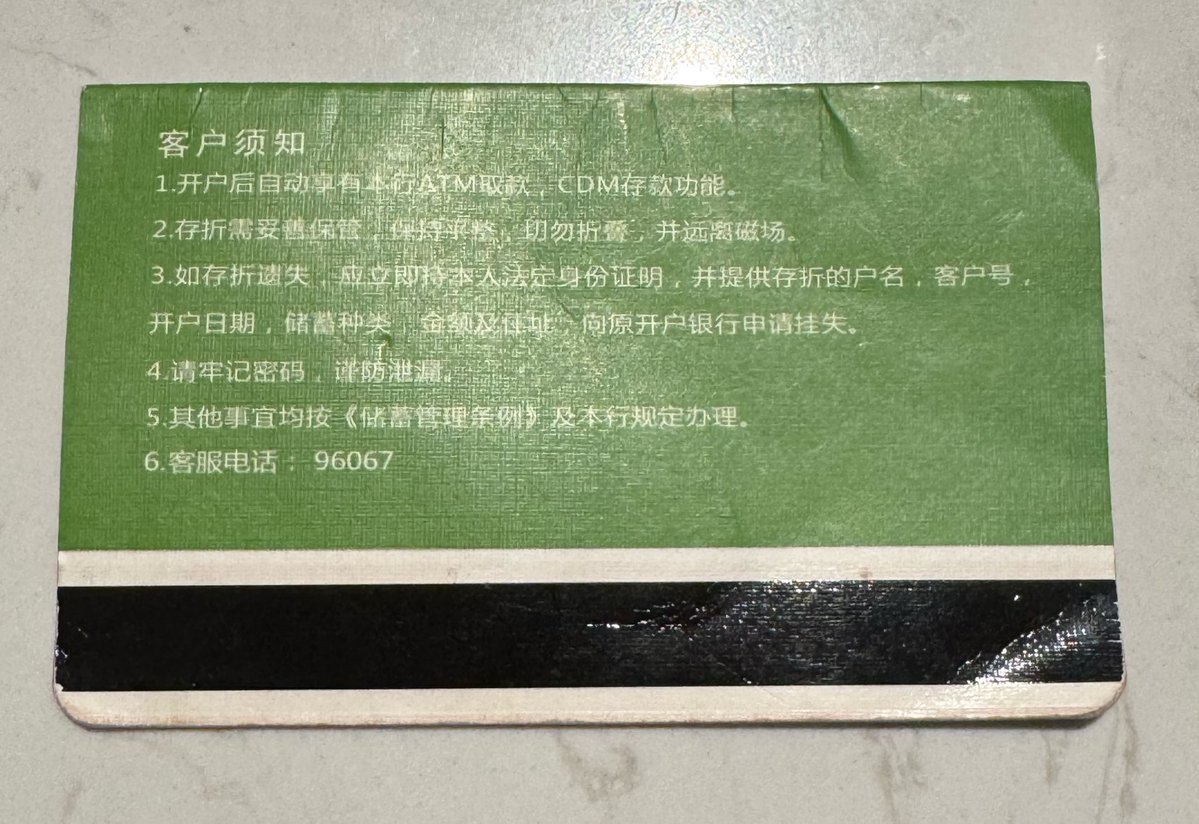 客户须知
1.开户后自动享有本行ATM取款，CDM存款功能。
2.存折需妥善保管，保持平整，切勿折叠，并远离磁场。
3.如存折遗失，应立即持本人法定身份证明，并提供存折的户名，客户号，
开户日期，储蓄种类，金额及住址，向原开户银行申请挂失。
4.请牢记密码，谨防泄漏。
5.其他事宜均按《储蓄管理条例》及本行规定办理。
6.客服电话： 96067